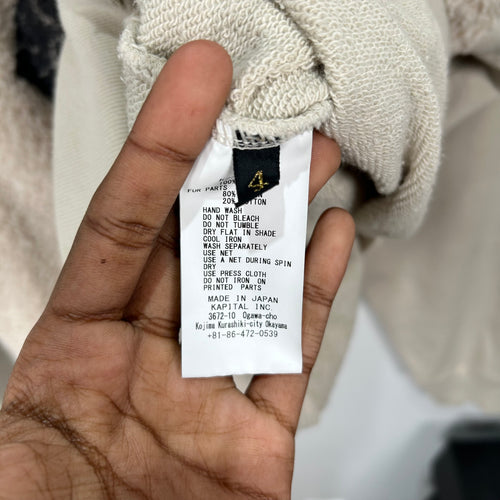 4
100%
FOR PARTS
80%
20% COTTON
HAND WASH
DO NOT BLEACH
DO NOT TUMBLE
DRY FLAT IN SHADE
COOL IRON
WASH SEPARATELY
USE NET
USE A NET DURING SPIN
DRY
USE PRESS CLOTH
DO NOT IRON ON
PRINTED PARTS
MADE IN JAPAN
KAPITAL INC.
3672-10 Ogawa-cho
Kojima Kurashiki-city Okayama
+81-86-472-0539